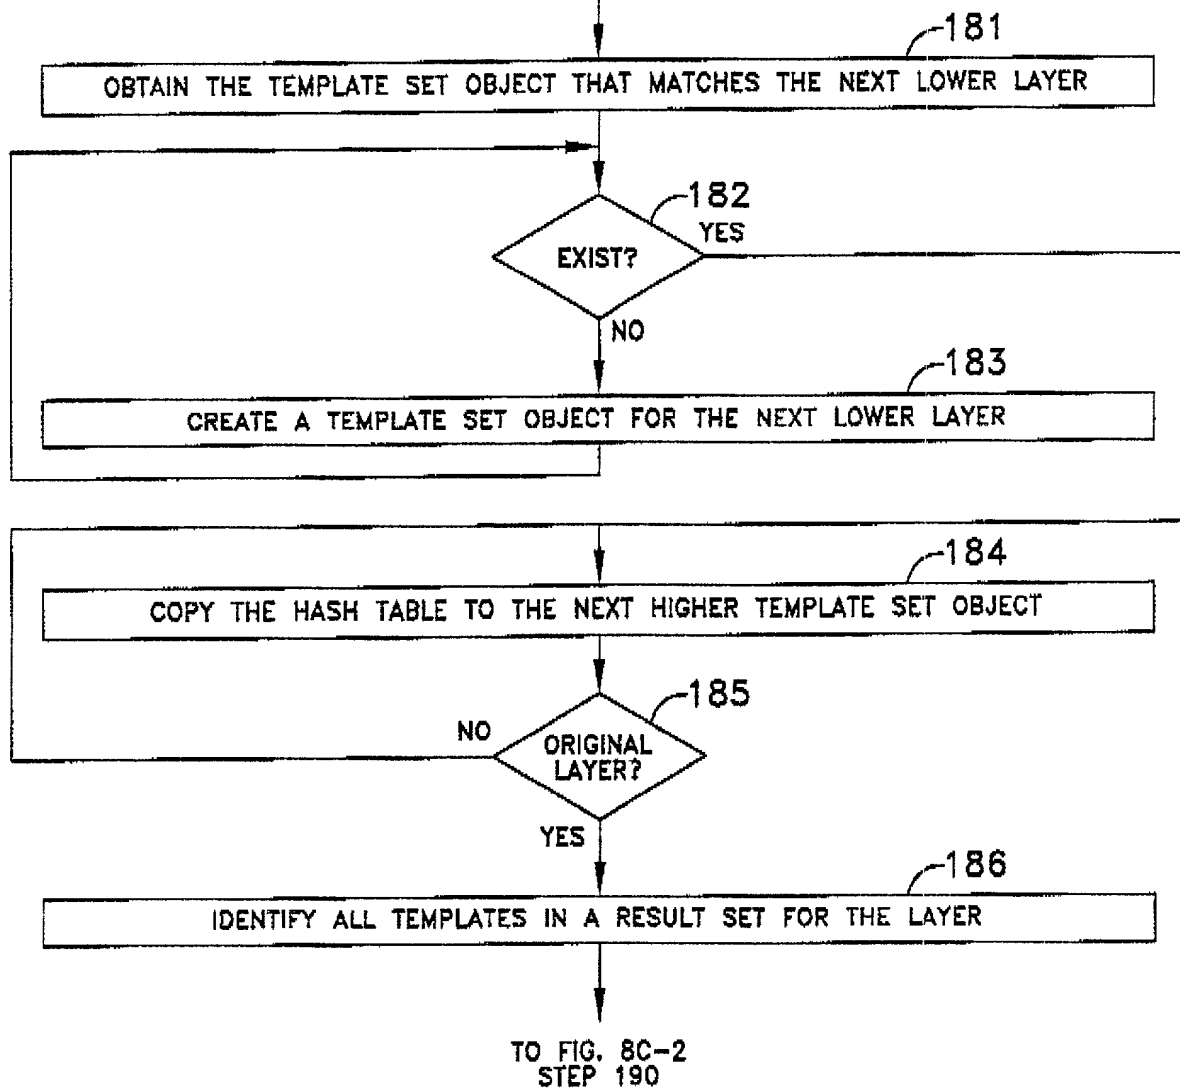 181
OBTAIN THE TEMPLATE SET OBJECT THAT MATCHES THE NEXT LOWER LAYER
182
YES
EXIST?
NO
183
CREATE A TEMPLATE SET OBJECT FOR THE NEXT LOWER LAYER
184
COPY THE HASH TABLE TO THE NEXT HIGHER TEMPLATE SET OBJECT
185
NO
ORIGINAL
LAYER?
YES
186
IDENTIFY ALL TEMPLATES IN A RESULT SET FOR THE LAYER
TO FIG. 8C-2
STEP 190